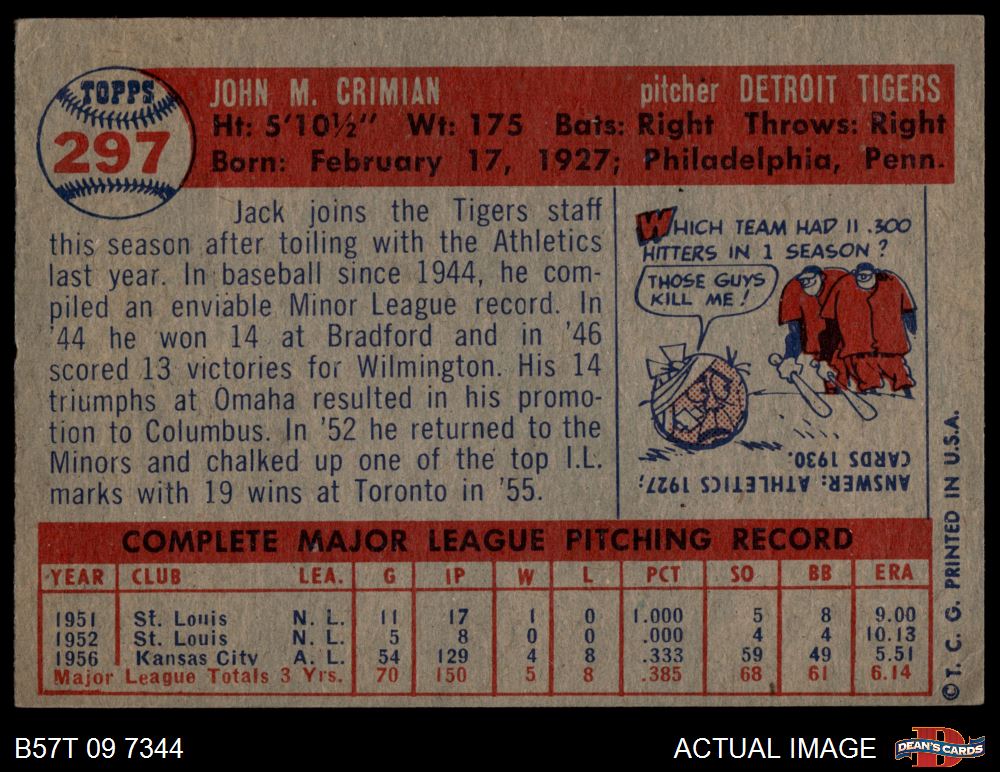 TOPPS
297
JOHN M. CRIMIAN pitcher DETROIT TIGERS
Ht: 5'10½" Wt: 175 Bats: Right Throws: Right
Born: February 17, 1927; Philadelphia, Penn.
Jack joins the Tigers staff
this season after toiling with the Athletics
last year. In baseball since 1944, he com-
piled an enviable Minor League record. In
'44 he won 14 at Bradford and in '46
scored 13 victories for Wilmington. His 14
triumphs at Omaha resulted in his promo-
tion to Columbus. In '52 he returned to the
Minors and chalked up one of the top I.L.
marks with 19 wins at Toronto in '55.
WHICH TEAM HAD 11 .300
HITTERS IN 1 SEASON?
THOSE GUYS
KILL ME!
ANSWER: ATHLETICS 1927;
CARDS 1930.
COMPLETE MAJOR LEAGUE PITCHING RECORD
YEAR CLUB LEA. G IP W L PCT SO BB ERA
1951 St. Louis N. L. 11 17 1 0 1.000 5 8 9.00
1952 St. Louis N. L. 5 8 0 0 .000 4 4 10.13
1956 Kansas City A. L. 54 129 4 8 .333 59 49 5.51
Major League Totals 3 Yrs. 70 150 5 8 .385 68 61 6.14
© T. C. G. PRINTED IN U.S.A.
B57T 09 7344
ACTUAL IMAGE
D
DEAN'S CARDS